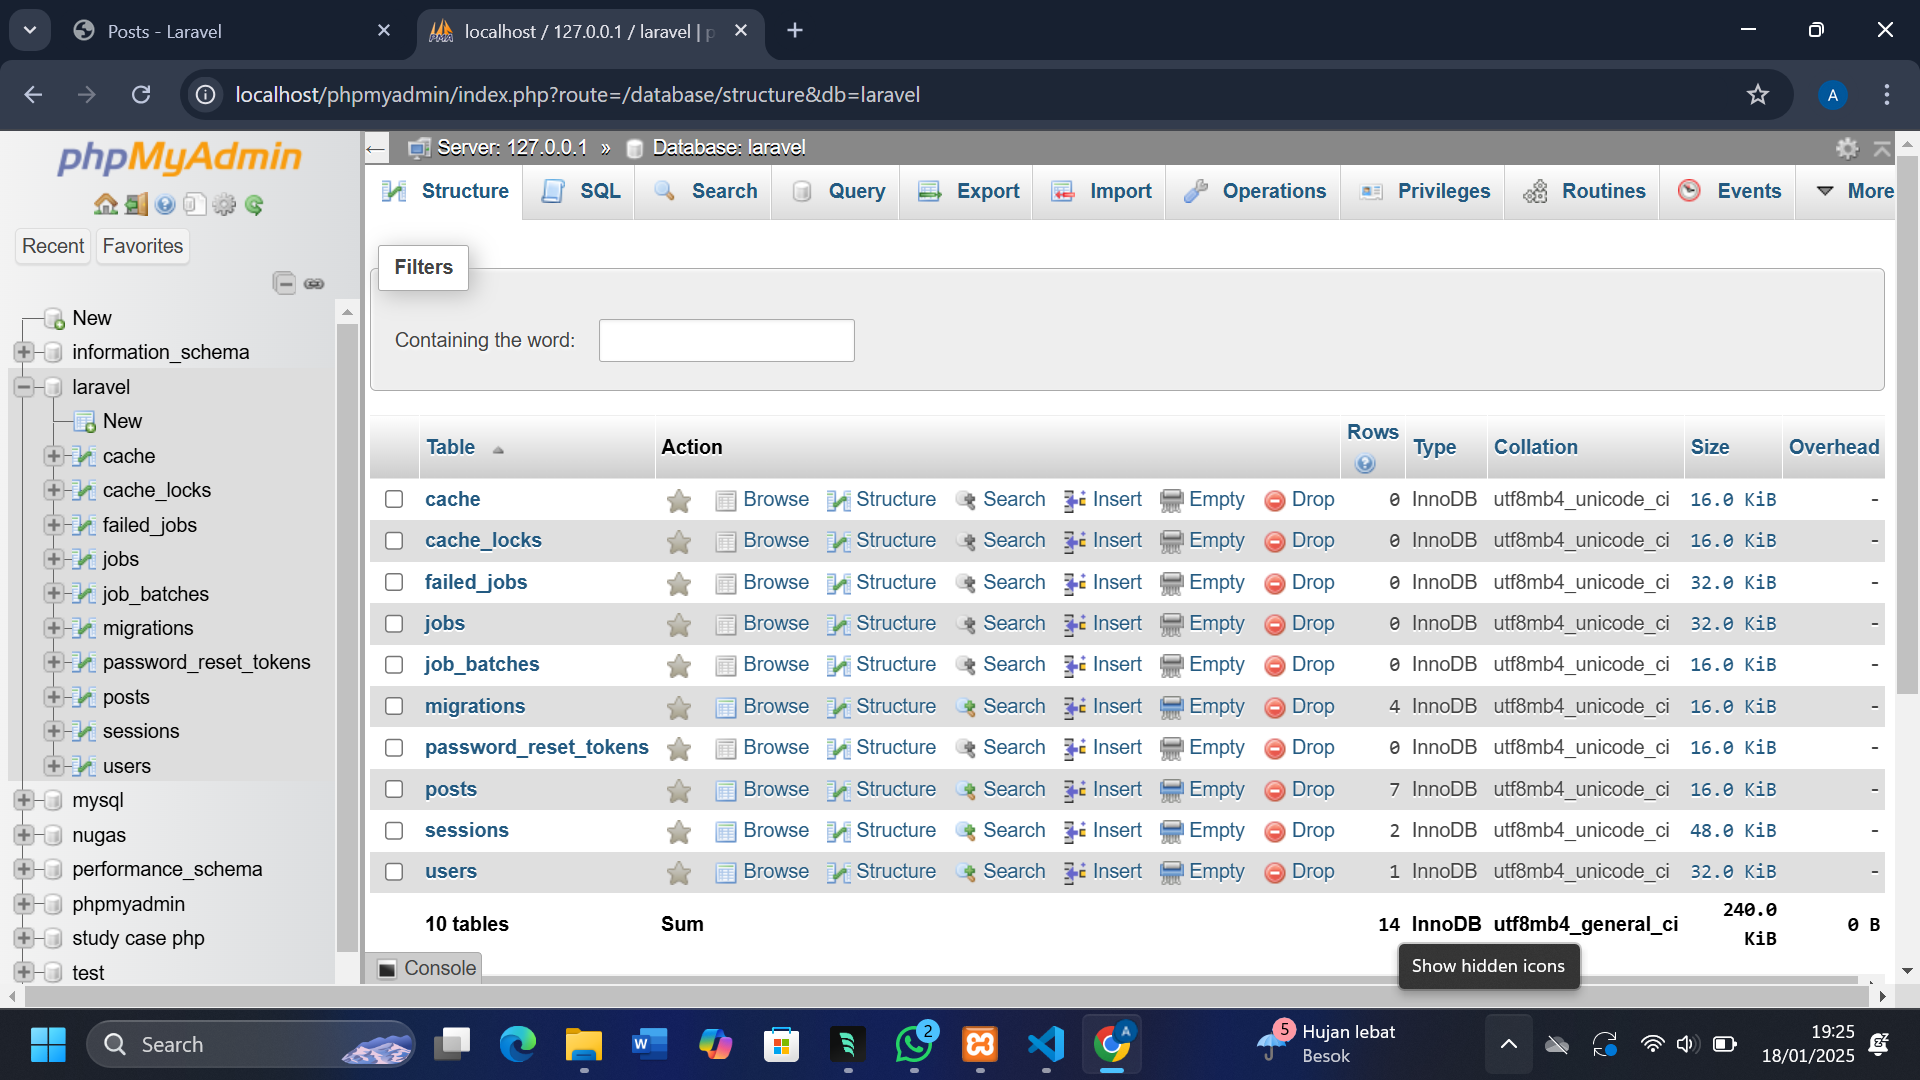 Posts - Laravel
localhost / 127.0.0.1 / laravel | p
localhost/phpmyadmin/index.php?route=/database/structure&db=laravel
A
phpMyAdmin
Recent
Favorites
New
information_schema
laravel
New
cache
cache_locks
failed_jobs
jobs
job_batches
migrations
password_reset_tokens
posts
sessions
users
mysql
nugas
performance_schema
phpmyadmin
study case php
test
Server: 127.0.0.1 » Database: laravel
Structure SQL Search Query Export Import Operations Privileges Routines Events More
Filters
Containing the word:
Table Action Rows Type Collation Size Overhead
cache Browse Structure Search Insert Empty Drop 0 InnoDB utf8mb4_unicode_ci 16.0 KiB -
cache_locks Browse Structure Search Insert Empty Drop 0 InnoDB utf8mb4_unicode_ci 16.0 KiB -
failed_jobs Browse Structure Search Insert Empty Drop 0 InnoDB utf8mb4_unicode_ci 32.0 KiB -
jobs Browse Structure Search Insert Empty Drop 0 InnoDB utf8mb4_unicode_ci 32.0 KiB -
job_batches Browse Structure Search Insert Empty Drop 0 InnoDB utf8mb4_unicode_ci 16.0 KiB -
migrations Browse Structure Search Insert Empty Drop 4 InnoDB utf8mb4_unicode_ci 16.0 KiB -
password_reset_tokens Browse Structure Search Insert Empty Drop 0 InnoDB utf8mb4_unicode_ci 16.0 KiB -
posts Browse Structure Search Insert Empty Drop 7 InnoDB utf8mb4_unicode_ci 16.0 KiB -
sessions Browse Structure Search Insert Empty Drop 2 InnoDB utf8mb4_unicode_ci 48.0 KiB -
users Browse Structure Search Insert Empty Drop 1 InnoDB utf8mb4_unicode_ci 32.0 KiB -
10 tables Sum 14 InnoDB utf8mb4_general_ci 240.0 KiB 0 B
Console
Show hidden icons
Search
2
A
5
Hujan lebat
Besok
19:25
18/01/2025